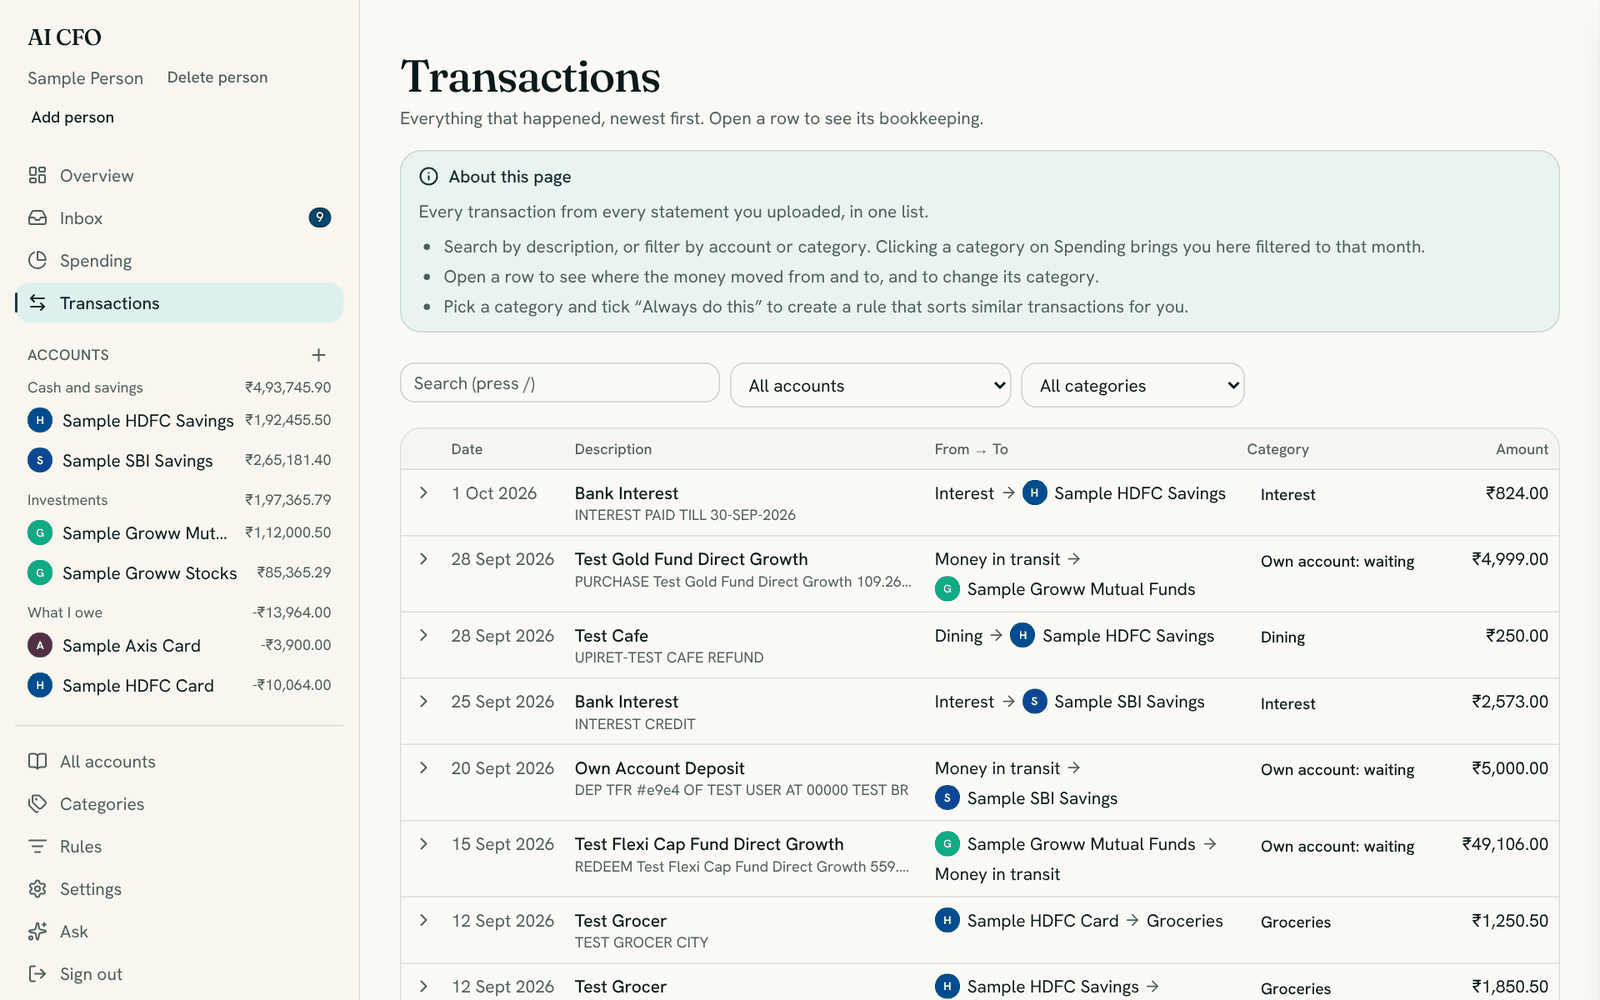 AI CFO
Sample Person Delete person
Add person
Overview
Inbox 9
Spending
Transactions
ACCOUNTS
Cash and savings ₹4,93,745.90
H Sample HDFC Savings ₹1,92,455.50
S Sample SBI Savings ₹2,65,181.40
Investments ₹1,97,365.79
G Sample Groww Mut... ₹1,12,000.50
G Sample Groww Stocks ₹85,365.29
What I owe -₹13,964.00
A Sample Axis Card -₹3,900.00
H Sample HDFC Card -₹10,064.00
All accounts
Categories
Rules
Settings
Ask
Sign out
Transactions
Everything that happened, newest first. Open a row to see its bookkeeping.
About this page
Every transaction from every statement you uploaded, in one list.
• Search by description, or filter by account or category. Clicking a category on Spending brings you here filtered to that month.
• Open a row to see where the money moved from and to, and to change its category.
• Pick a category and tick “Always do this” to create a rule that sorts similar transactions for you.
Search (press /) All accounts All categories
Date Description From → To Category Amount
1 Oct 2026 Bank Interest Interest → H Sample HDFC Savings Interest ₹824.00
INTEREST PAID TILL 30-SEP-2026
28 Sept 2026 Test Gold Fund Direct Growth Money in transit → Own account: waiting ₹4,999.00
PURCHASE Test Gold Fund Direct Growth 109.26... G Sample Groww Mutual Funds
28 Sept 2026 Test Cafe Dining → H Sample HDFC Savings Dining ₹250.00
UPIRET-TEST CAFE REFUND
25 Sept 2026 Bank Interest Interest → S Sample SBI Savings Interest ₹2,573.00
INTEREST CREDIT
20 Sept 2026 Own Account Deposit Money in transit → Own account: waiting ₹5,000.00
DEP TFR #e9e4 OF TEST USER AT 00000 TEST BR S Sample SBI Savings
15 Sept 2026 Test Flexi Cap Fund Direct Growth G Sample Groww Mutual Funds → Own account: waiting ₹49,106.00
REDEEM Test Flexi Cap Fund Direct Growth 559.... Money in transit
12 Sept 2026 Test Grocer H Sample HDFC Card → Groceries Groceries ₹1,250.50
TEST GROCER CITY
12 Sept 2026 Test Grocer H Sample HDFC Savings → Groceries ₹1,850.50